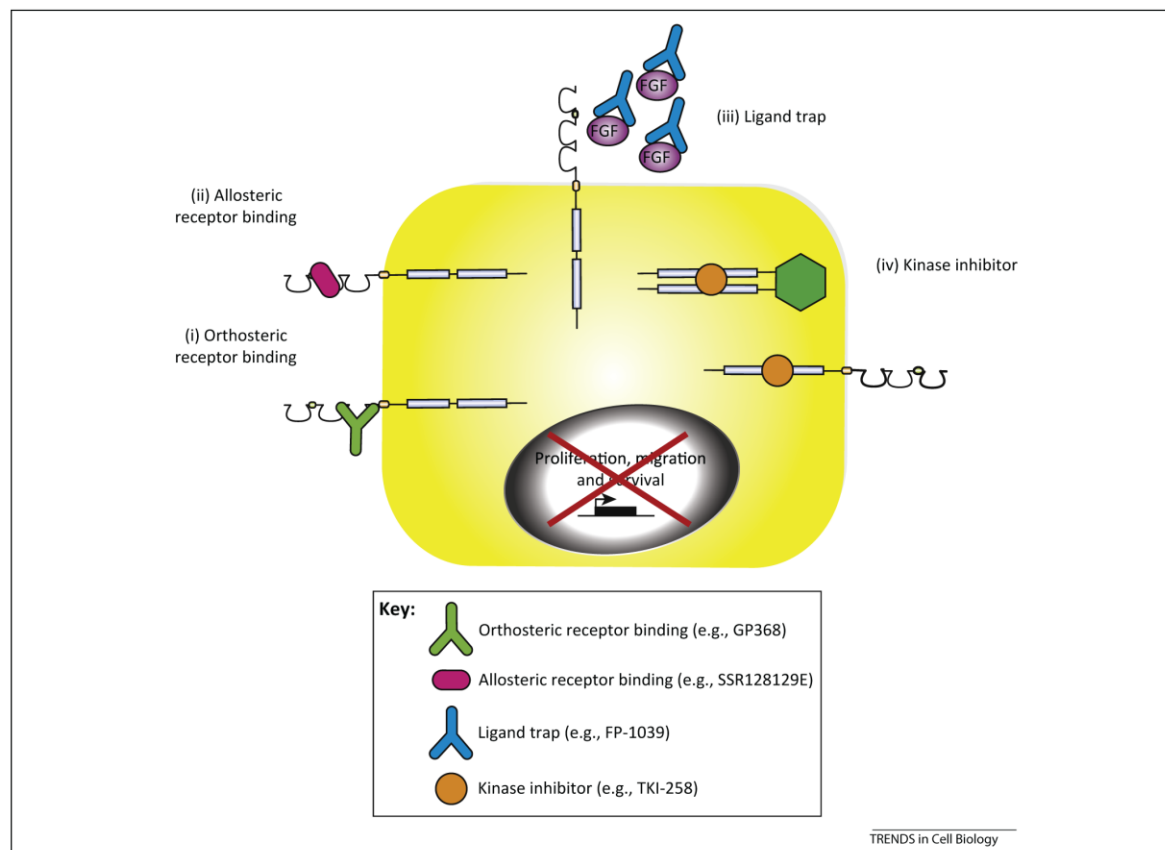 FGF
FGF
FGF
(iii) Ligand trap
(ii) Allosteric
receptor binding
(iv) Kinase inhibitor
(i) Orthosteric
receptor binding
Proliferation, migration
and survival
Key:
Orthosteric receptor binding (e.g., GP368)
Allosteric receptor binding (e.g., SSR128129E)
Ligand trap (e.g., FP-1039)
Kinase inhibitor (e.g., TKI-258)
TRENDS in Cell Biology